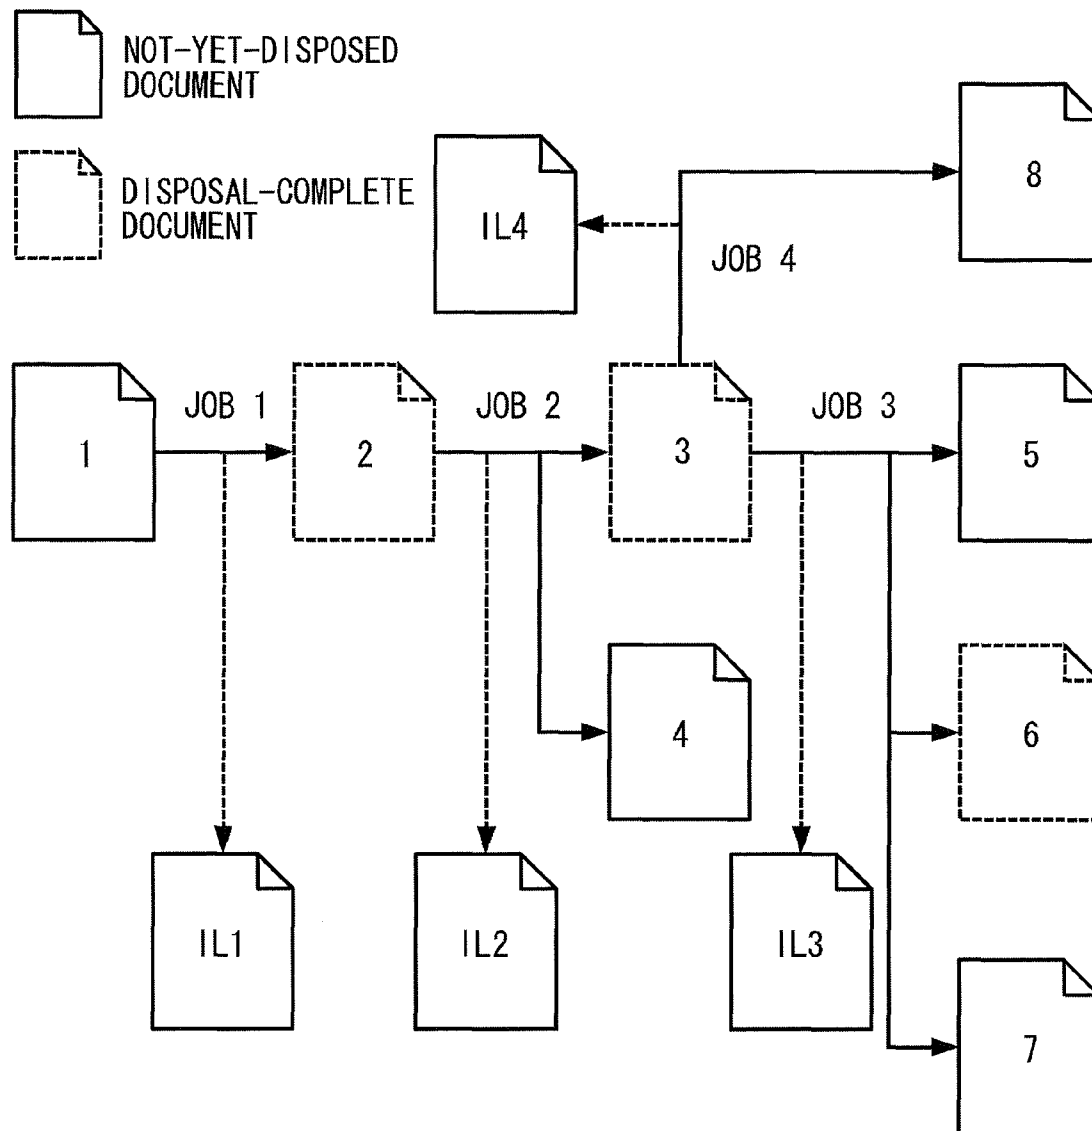 NOT-YET-DISPOSED
DOCUMENT
DISPOSAL-COMPLETE
DOCUMENT
8
IL4
JOB 4
1
JOB 1
2
JOB 2
3
JOB 3
5
4
6
IL1
IL2
IL3
7